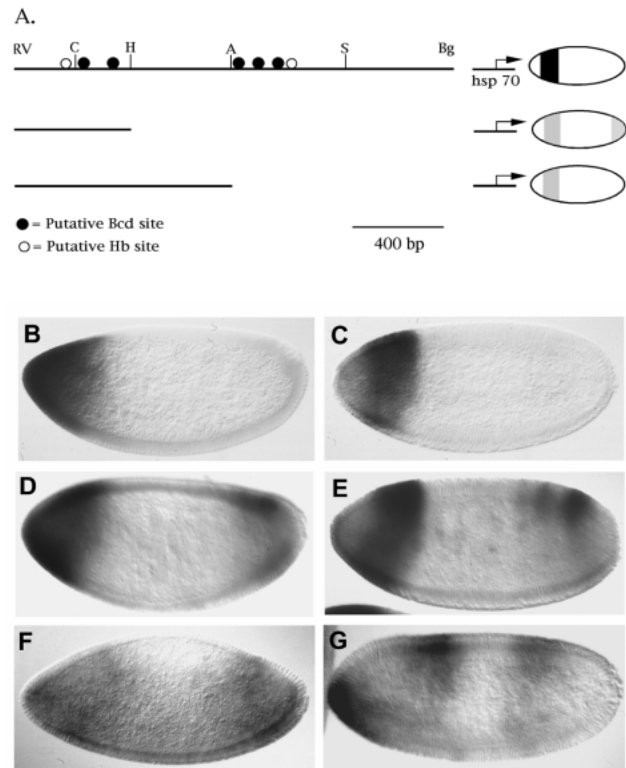 A.
RV C H A S Bg
hsp 70
● = Putative Bcd site
○ = Putative Hb site
400 bp
B
C
D
E
F
G